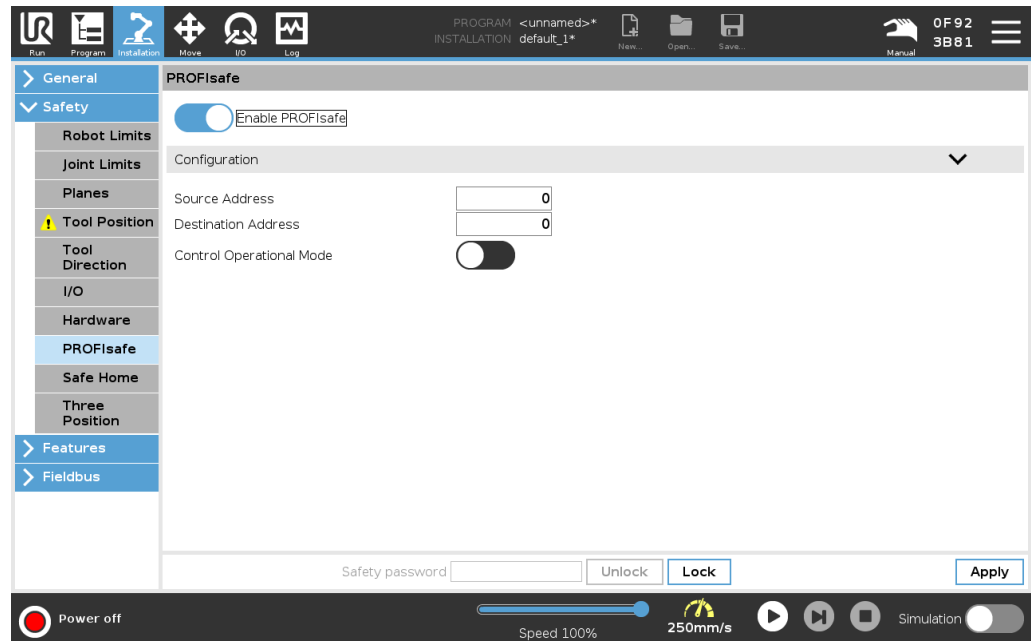 PROGRAM <unnamed>*
INSTALLATION default_1*
UR
Run
Program
Installation
Move
I/O
Log
New...
Open...
Save...
Manual
0F92
3B81
General
Safety
Robot Limits
Joint Limits
Planes
Tool Position
Tool
Direction
I/O
Hardware
PROFIsafe
Safe Home
Three
Position
Features
Fieldbus
PROFIsafe
Enable PROFIsafe
Configuration
Source Address 0
Destination Address 0
Control Operational Mode
Safety password Unlock Lock Apply
Power off
Speed 100%
250mm/s
Simulation